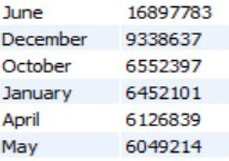 June 16897783
December 9338637
October 6552397
January 6452101
April 6126839
May 6049214